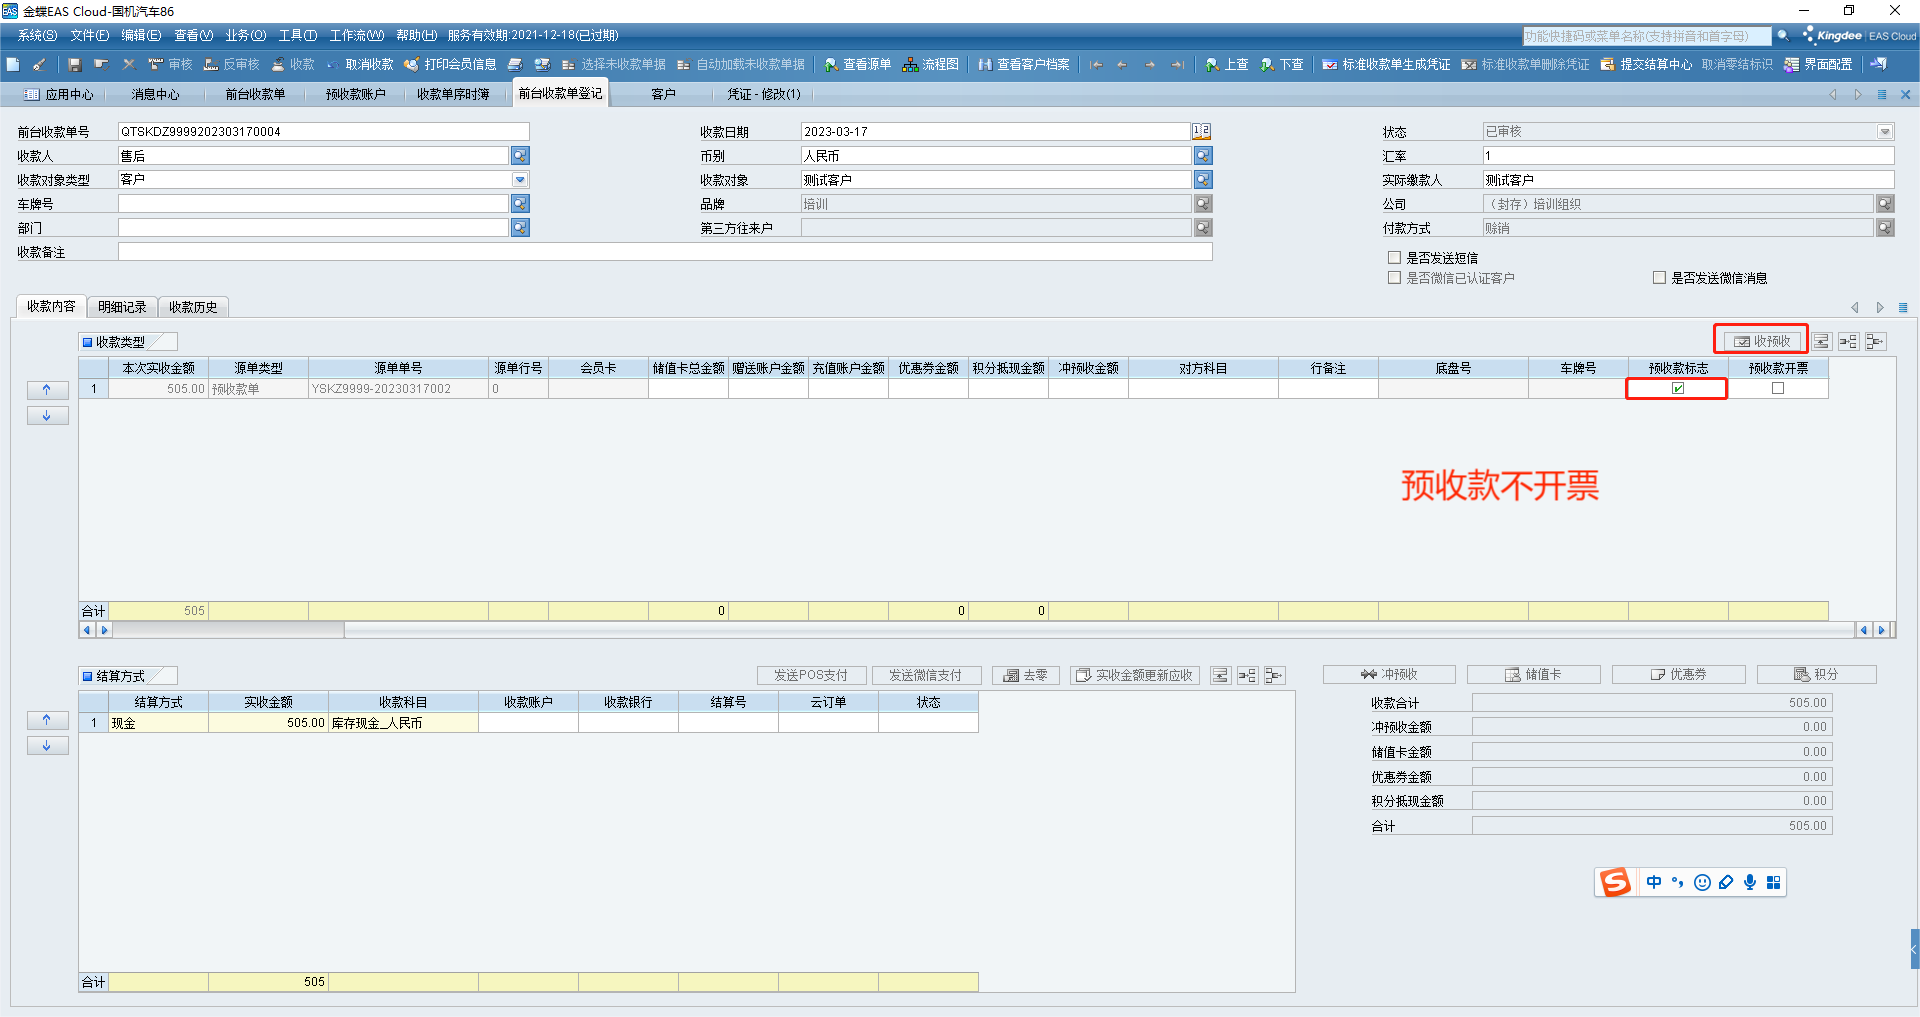 金蝶EAS Cloud-国机汽车86
系统(S) 文件(F) 编辑(E) 查看(V) 业务(O) 工具(T) 工作流(W) 帮助(H) 服务有效期:2021-12-18(已过期)
功能快捷码或菜单名称(支持拼音和首字母) Kingdee EAS Cloud
审核 反审核 收款 取消收款 打印会员信息 选择未收款单据 自动加载未收款单据 查看源单 流程图 查看客户档案 上查 下查 标准收款单生成凭证 标准收款单删除凭证 提交结算中心 取消零结标识 界面配置
应用中心 消息中心 前台收款单 预收款账户 收款单序时簿 前台收款单登记 客户 凭证 - 修改(1)
前台收款单号 QTSKDZ9999202303170004 收款日期 2023-03-17 状态 已审核
收款人 售后 币别 人民币 汇率 1
收款对象类型 客户 收款对象 测试客户 实际缴款人 测试客户
车牌号 品牌 培训 公司 （封存）培训组织
部门 第三方往来户 付款方式 赊销
收款备注
是否发送短信
是否微信已认证客户 是否发送微信消息
收款内容 明细记录 收款历史
收款类型 收预收
本次实收金额 源单类型 源单单号 源单行号 会员卡 储值卡总金额 赠送账户金额 充值账户金额 优惠券金额 积分抵现金额 冲预收金额 对方科目 行备注 底盘号 车牌号 预收款标志 预收款开票
1 505.00 预收款单 YSKZ9999-20230317002 0
预收款不开票
合计 505 0 0 0
结算方式 发送POS支付 发送微信支付 去零 实收金额更新应收 冲预收 储值卡 优惠券 积分
结算方式 实收金额 收款科目 收款账户 收款银行 结算号 云订单 状态
1 现金 505.00 库存现金_人民币
收款合计 505.00
冲预收金额 0.00
储值卡金额 0.00
优惠券金额 0.00
积分抵现金额 0.00
合计 505.00
中
合计 505